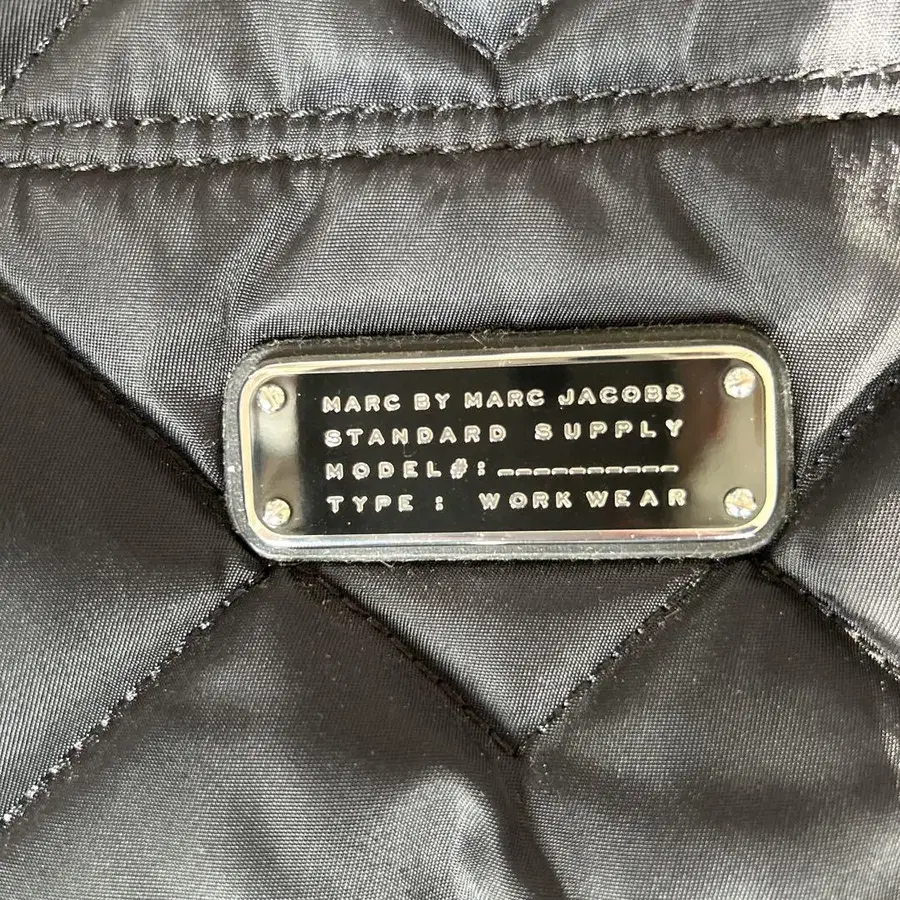 MARC BY MARC JACOBS
STANDARD SUPPLY
MODEL#: __________
TYPE: WORK WEAR